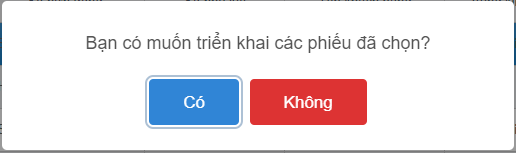 Bạn có muốn triển khai các phiếu đã chọn?
Có
Không